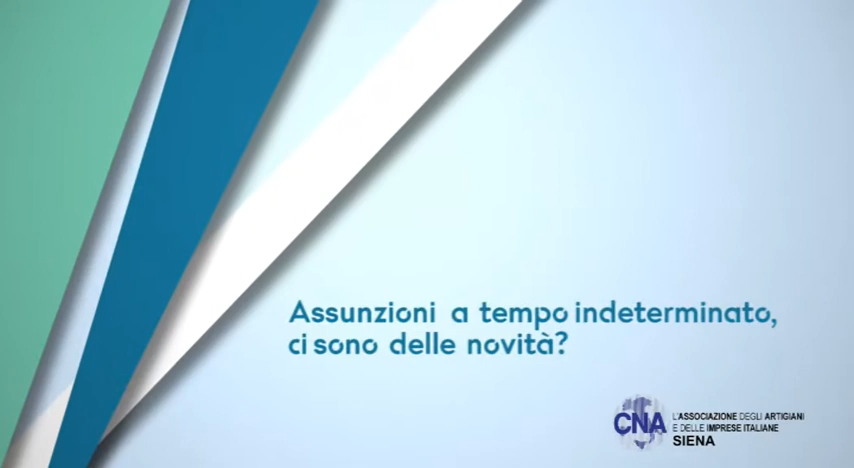 Assunzioni a tempo indeterminato,
ci sono delle novità?
CNA
L'ASSOCIAZIONE DEGLI ARTIGIANI
E DELLE IMPRESE ITALIANE
SIENA